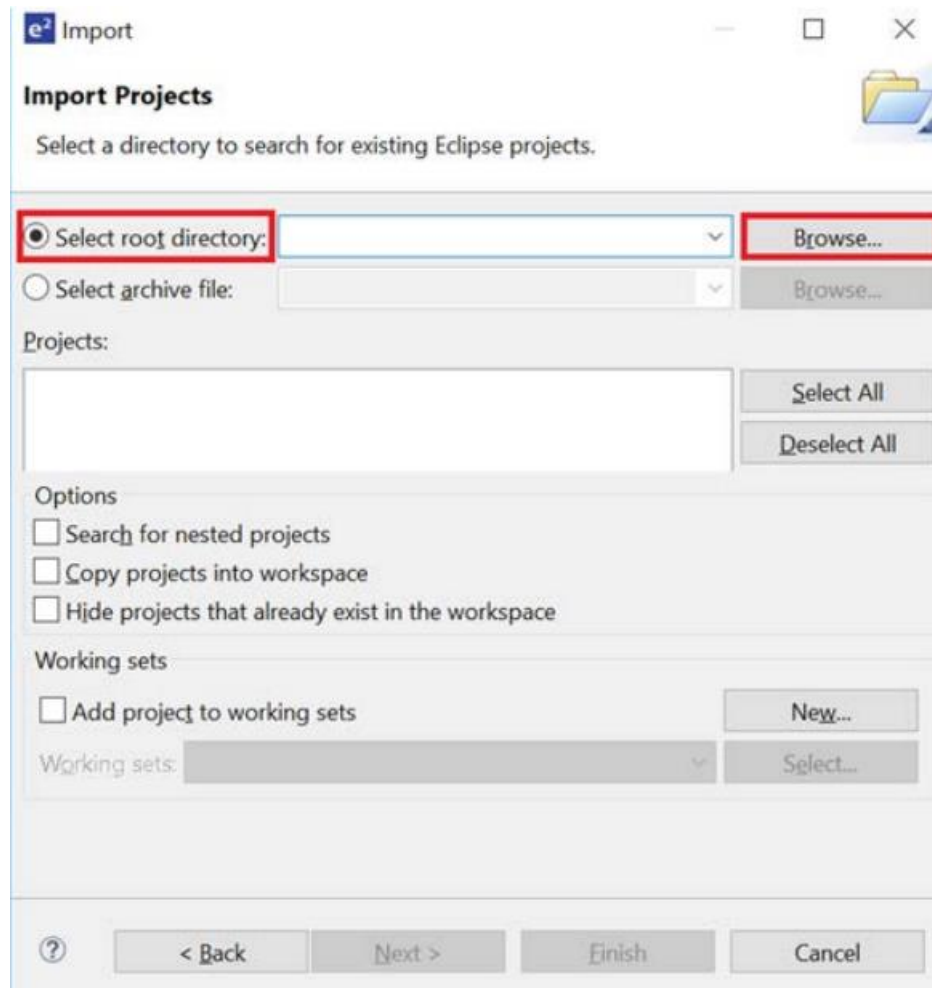 e² Import
Import Projects
Select a directory to search for existing Eclipse projects.
Select root directory: Browse...
Select archive file: Browse...
Projects:
Select All
Deselect All
Options
Search for nested projects
Copy projects into workspace
Hide projects that already exist in the workspace
Working sets
Add project to working sets New...
Working sets: Select...
? < Back Next > Finish Cancel